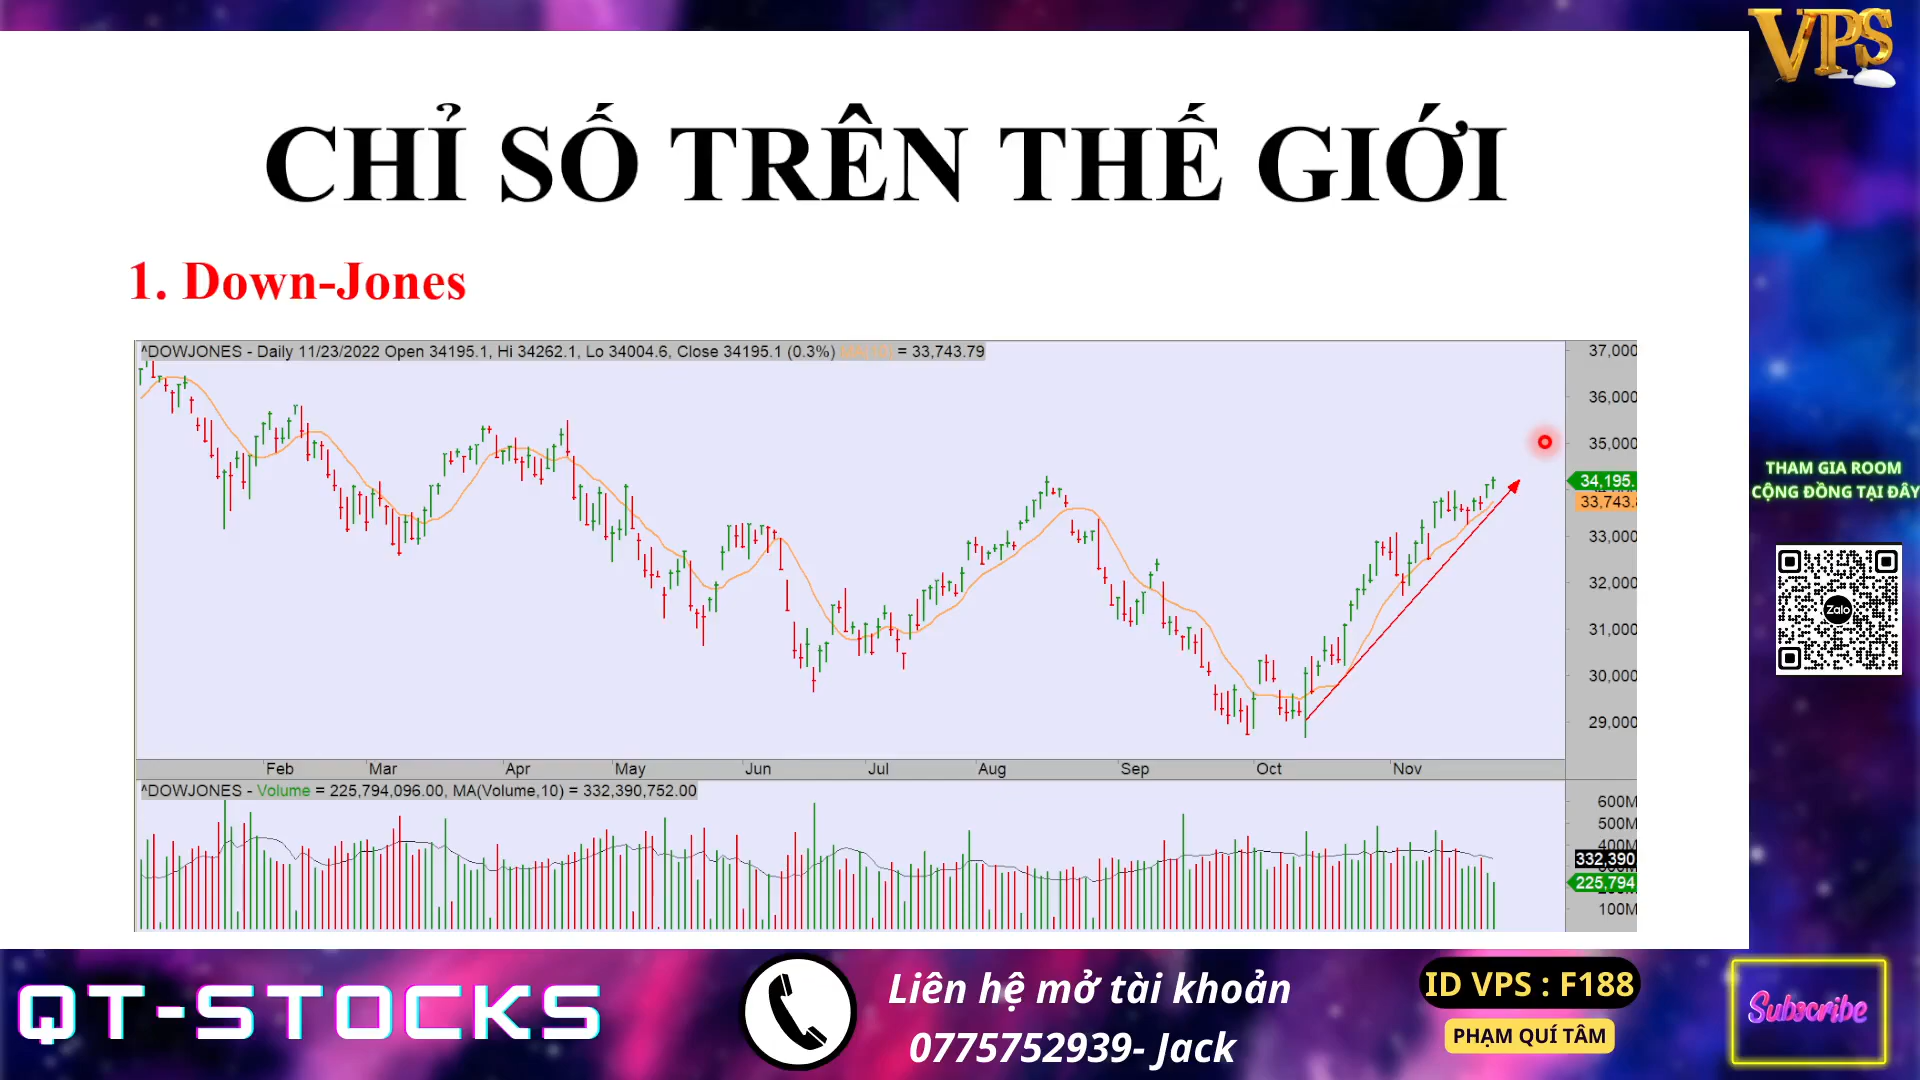 VPS
CHỈ SỐ TRÊN THẾ GIỚI
1. Down-Jones
^DOWJONES - Daily 11/23/2022 Open 34195.1, Hi 34262.1, Lo 34004.6, Close 34195.1 (0.3%) = 33,743.79
37,000
36,000
35,000
34,195.
33,743.
33,000
32,000
31,000
30,000
29,000
Feb Mar Apr May Jun Jul Aug Sep Oct Nov
^DOWJONES - Volume = 225,794,096.00, MA(Volume,10) = 332,390,752.00
600M
500M
400M
332,390
225,794
100M
THAM GIA ROOM
CỘNG ĐỒNG TẠI ĐÂY
Zalo
QT-STOCKS
Liên hệ mở tài khoản
0775752939- Jack
ID VPS : F188
PHẠM QUÍ TÂM
Subscribe